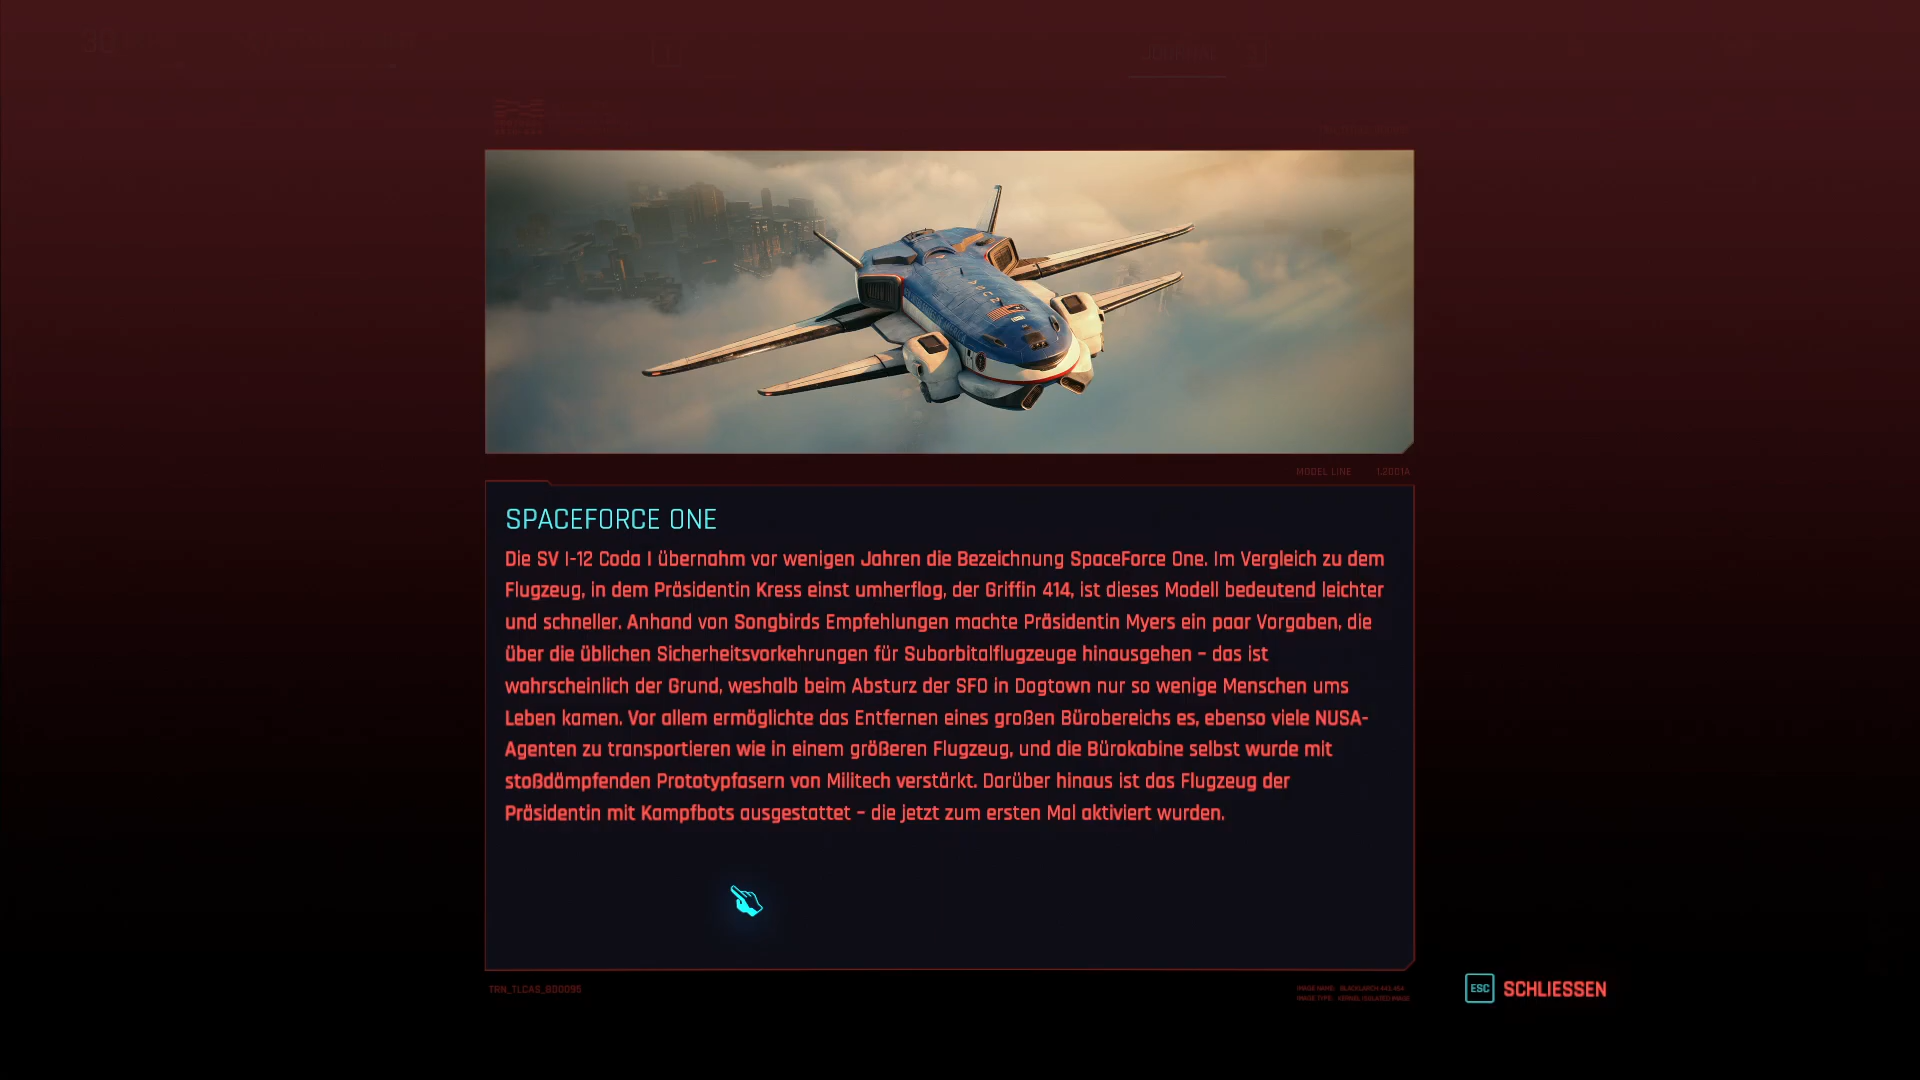 MODEL LINE 1.20C1A
SPACEFORCE ONE
Die SV I-12 Coda I übernahm vor wenigen Jahren die Bezeichnung SpaceForce One. Im Vergleich zu dem
Flugzeug, in dem Präsidentin Kress einst umherflog, der Griffin 414, ist dieses Modell bedeutend leichter
und schneller. Anhand von Songbirds Empfehlungen machte Präsidentin Myers ein paar Vorgaben, die
über die üblichen Sicherheitsvorkehrungen für Suborbitalflugzeuge hinausgehen – das ist
wahrscheinlich der Grund, weshalb beim Absturz der SFO in Dogtown nur so wenige Menschen ums
Leben kamen. Vor allem ermöglichte das Entfernen eines großen Bürobereichs es, ebenso viele NUSA-
Agenten zu transportieren wie in einem größeren Flugzeug, und die Bürokabine selbst wurde mit
stoßdämpfenden Prototypfasern von Militech verstärkt. Darüber hinaus ist das Flugzeug der
Präsidentin mit Kampfbots ausgestattet – die jetzt zum ersten Mal aktiviert wurden.
TRN_TLCAS_800095
ESC SCHLIESSEN